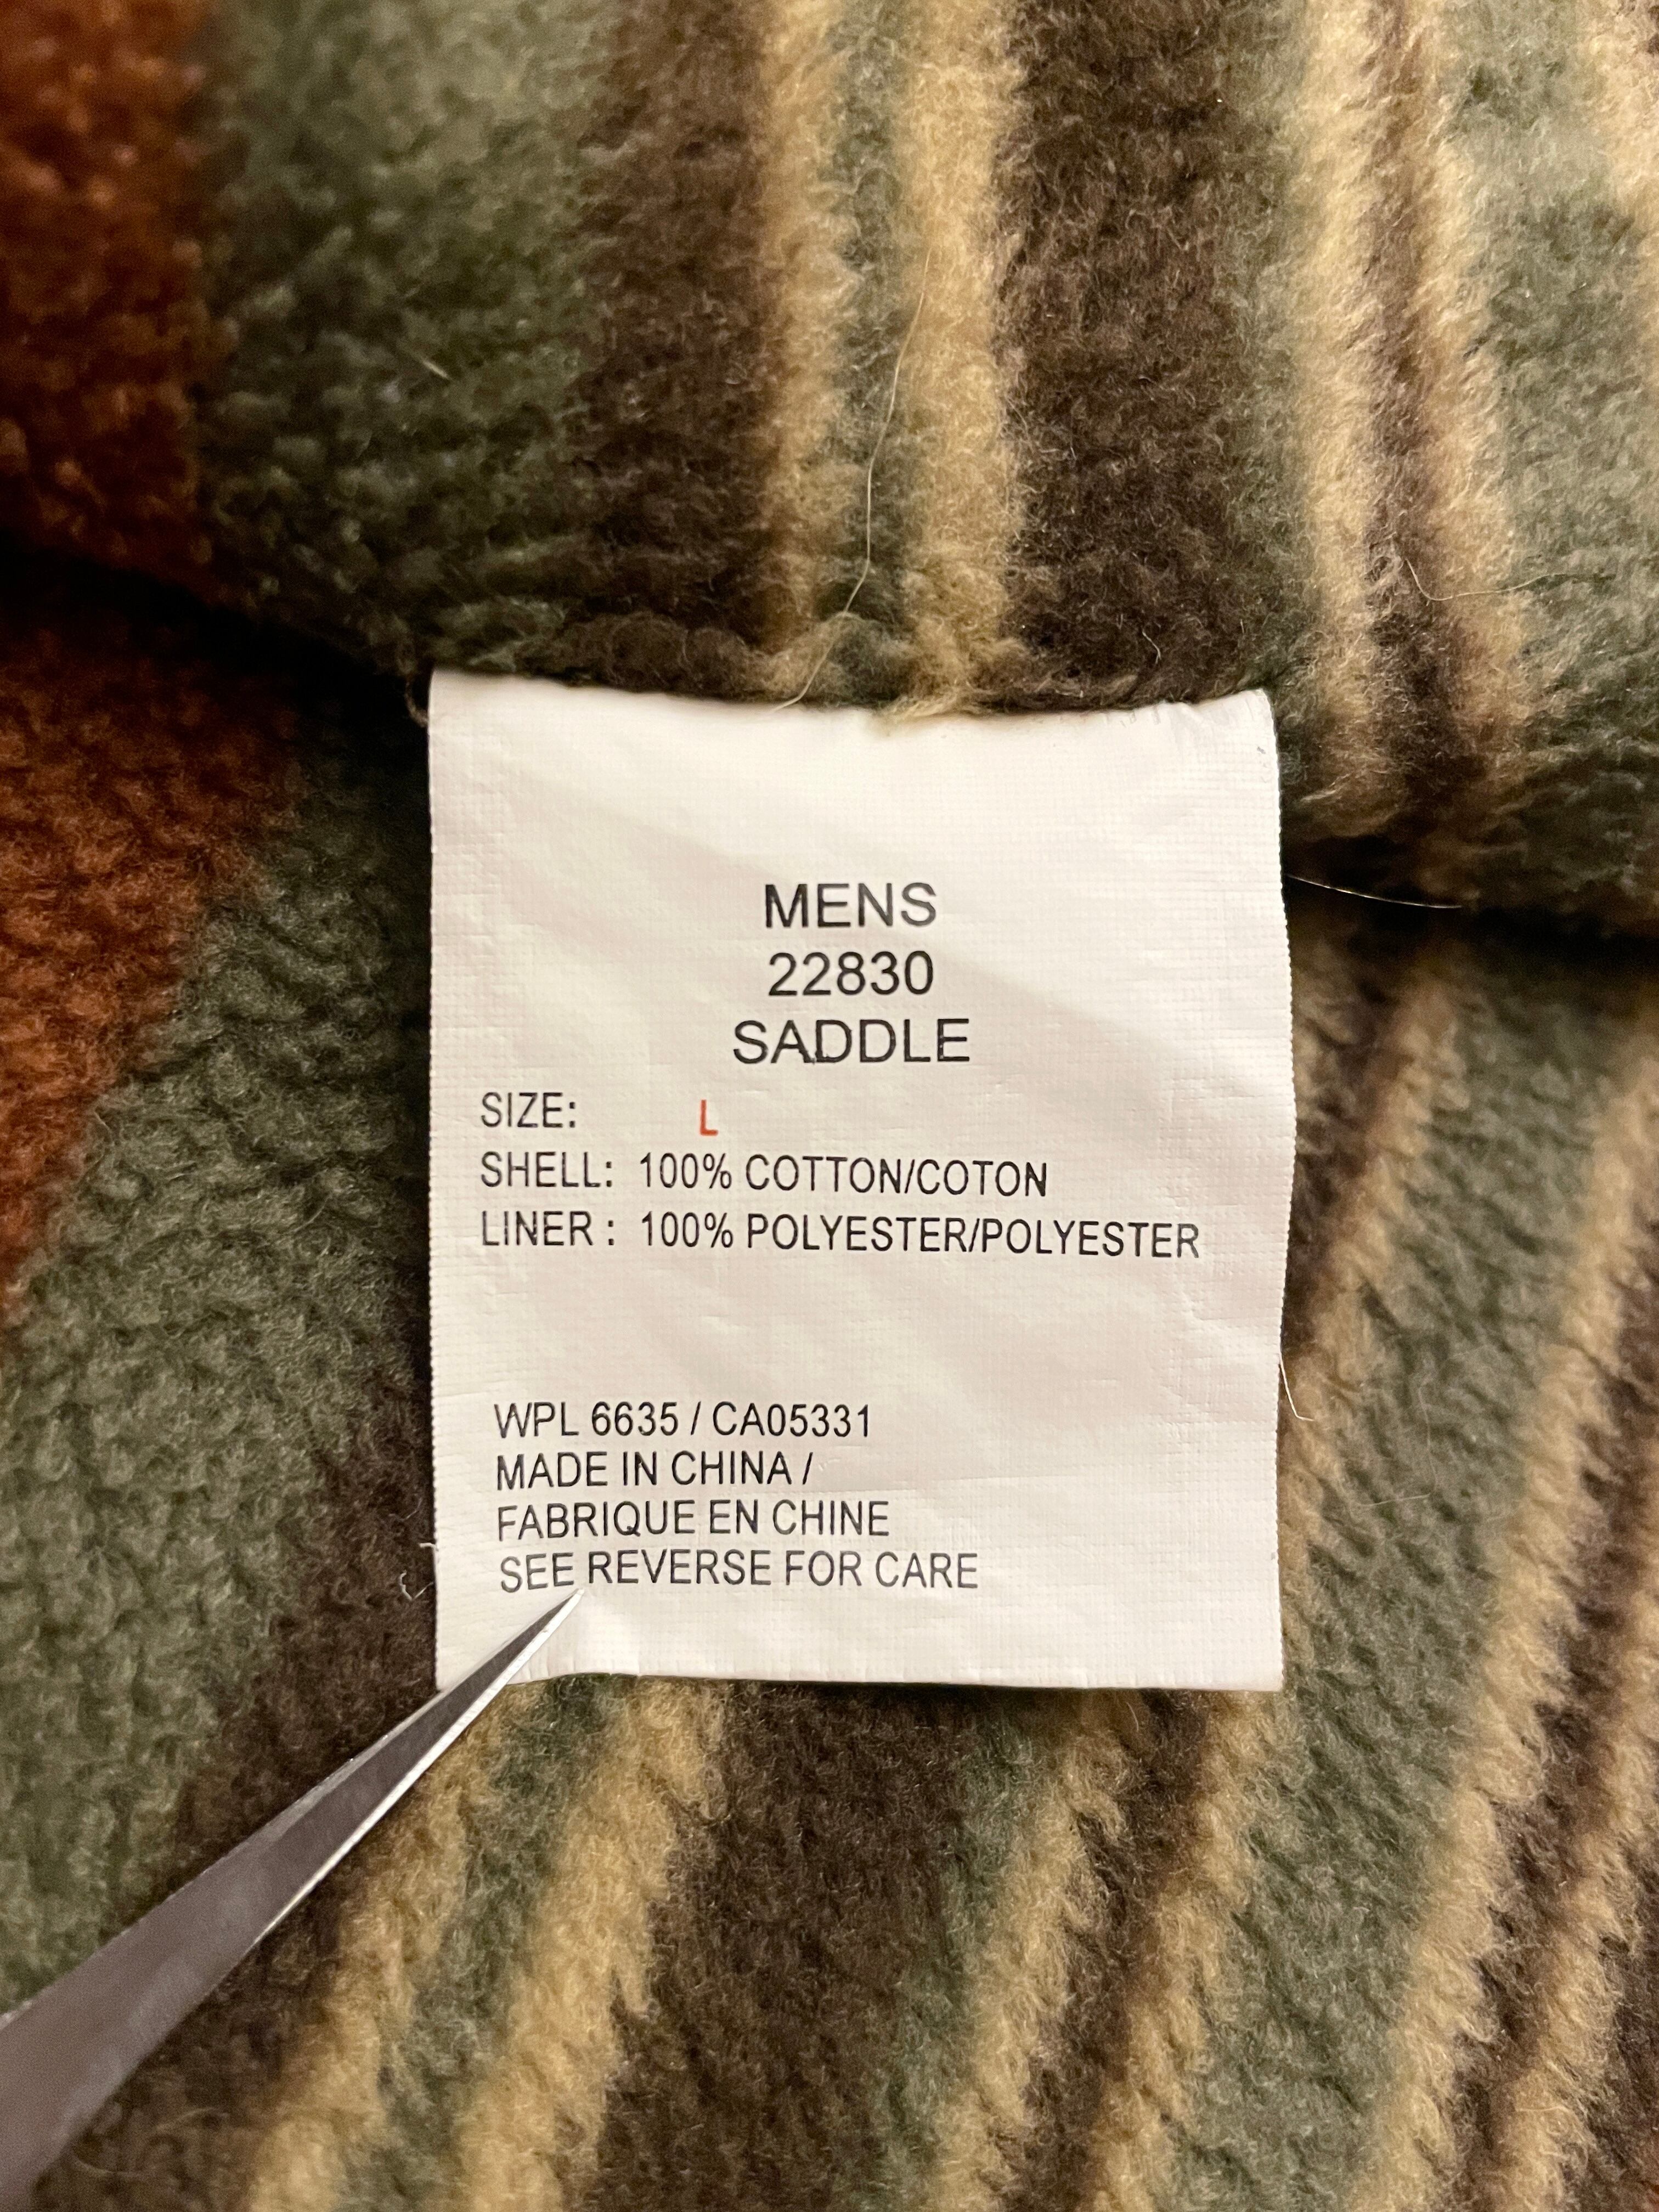 MENS
22830
SADDLE
SIZE: L
SHELL: 100% COTTON/COTON
LINER : 100% POLYESTER/POLYESTER
WPL 6635 / CA05331
MADE IN CHINA /
FABRIQUE EN CHINE
SEE REVERSE FOR CARE